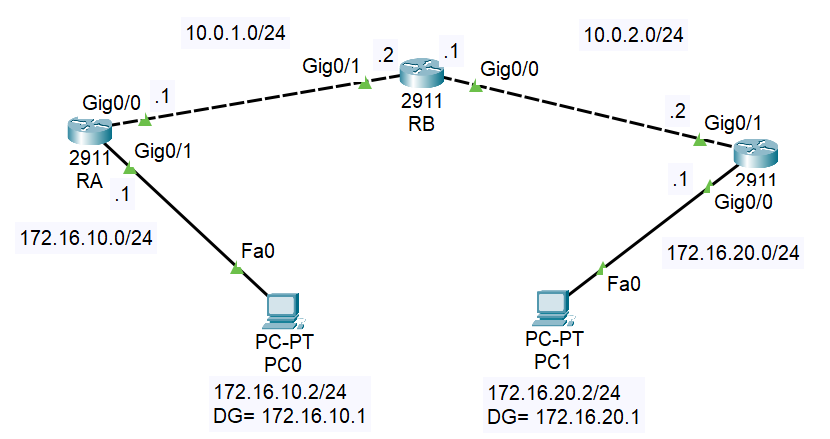 10.0.1.0/24
10.0.2.0/24
.2
.1
Gig0/1
Gig0/0
2911
RB
Gig0/0
.1
2911
RA
Gig0/1
.1
172.16.10.0/24
.2
Gig0/1
2911
.1
Gig0/0
172.16.20.0/24
Fa0
PC-PT
PC0
172.16.10.2/24
DG= 172.16.10.1
Fa0
PC-PT
PC1
172.16.20.2/24
DG= 172.16.20.1